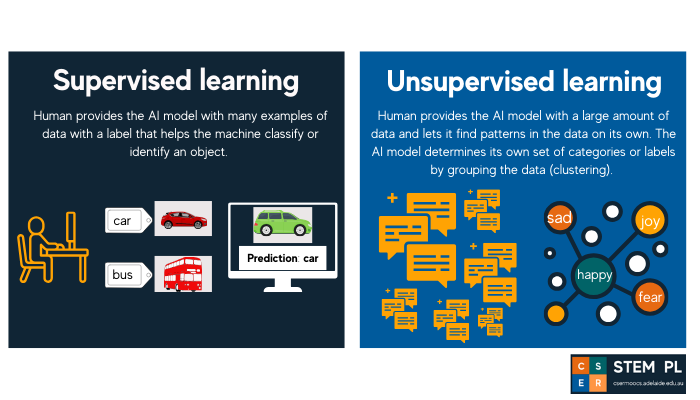 Supervised learning
Human provides the AI model with many examples of
data with a label that helps the machine classify or
identify an object.
car
bus
Prediction: car
Unsupervised learning
Human provides the AI model with a large amount of
data and lets it find patterns in the data on its own. The
AI model determines its own set of categories or labels
by grouping the data (clustering).
sad
joy
happy
fear
C S
E R
STEM PL
csermoocs.adelaide.edu.au